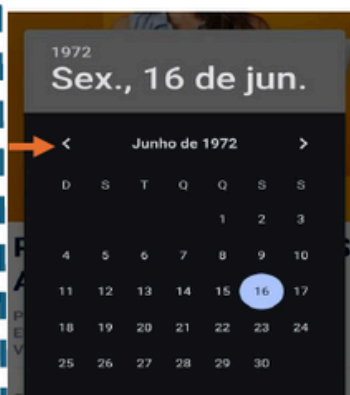 1972
Sex., 16 de jun.
< Junho de 1972 >
D S T Q Q S S
1 2 3
4 5 6 7 8 9 10
11 12 13 14 15 16 17
18 19 20 21 22 23 24
25 26 27 28 29 30